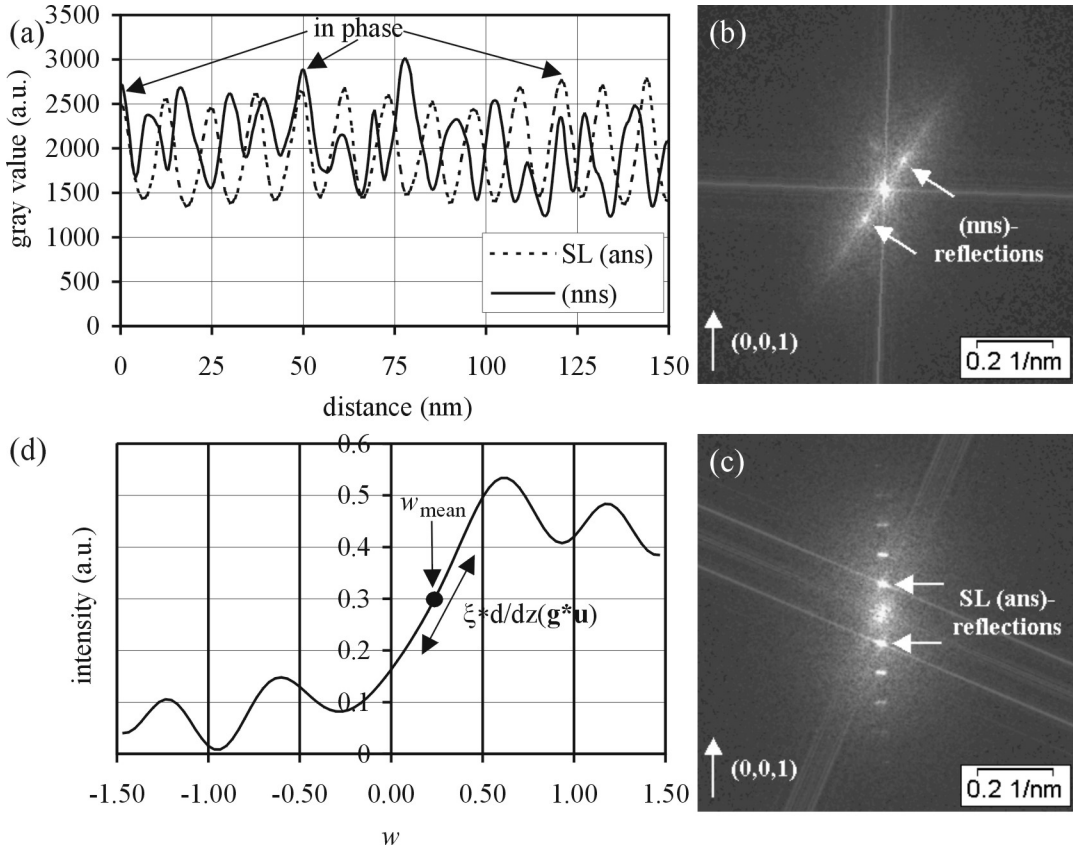 (a)
3500
3000
2500
2000
1500
1000
500
0
gray value (a.u.)
in phase
SL (ans)
(nns)
0 25 50 75 100 125 150
distance (nm)
(b)
(nns)-
reflections
(0,0,1)
0.2 1/nm
(d)
0.6
0.5
0.4
0.3
0.2
0.1
0
intensity (a.u.)
wmean
ξ*d/dz(g*u)
-1.50 -1.00 -0.50 0.00 0.50 1.00 1.50
w
(c)
SL (ans)-
reflections
(0,0,1)
0.2 1/nm